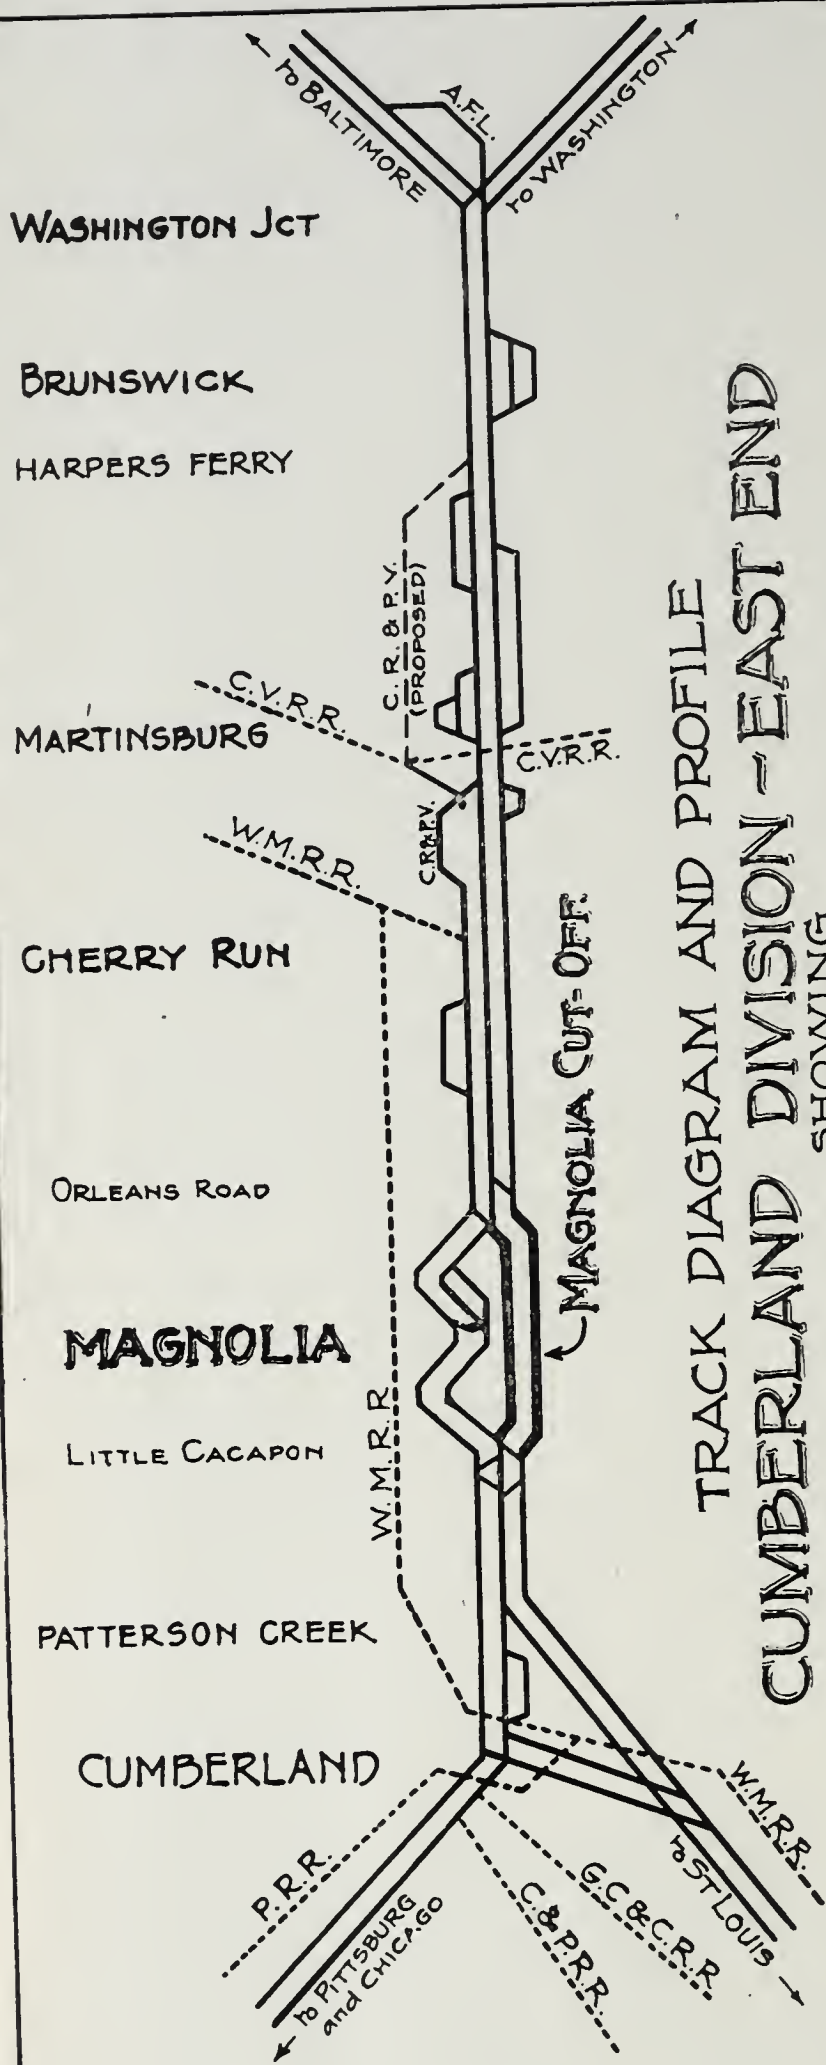 to BALTIMORE
A.F.L.
to WASHINGTON
WASHINGTON JCT
BRUNSWICK
HARPERS FERRY
C. R. & P. V.
(PROPOSED)
C.V.R.R.
MARTINSBURG
C.V.R.R.
C.R.& P.V.
W.M.R.R.
CHERRY RUN
MAGNOLIA CUT-OFF.
ORLEANS ROAD
MAGNOLIA
LITTLE CACAPON
W.M.R.R
PATTERSON CREEK
CUMBERLAND
P.R.R.
to PITTSBURG
and CHICAGO
C.& P.R.R.
G.C & C.R.R
to ST LOUIS
W.M.R.R.
TRACK DIAGRAM AND PROFILE
CUMBERLAND DIVISION - EAST END
SHOWING